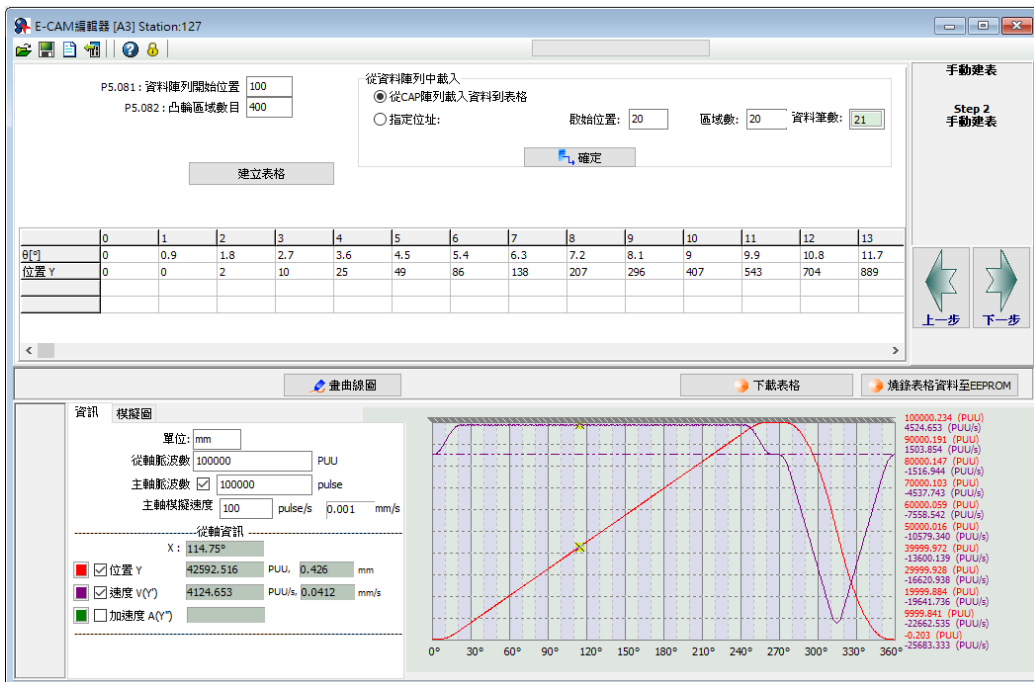 E-CAM編輯器 [A3] Station:127
P5.081 : 資料陣列開始位置 100
P5.082 : 凸輪區域數目 400
建立表格
從資料陣列中載入
從CAP陣列載入資料到表格
指定位址: 啟始位置: 20 區域數: 20 資料筆數: 21
確定
手動建表
Step 2
手動建表
0 1 2 3 4 5 6 7 8 9 10 11 12 13
θ[°] 0 0.9 1.8 2.7 3.6 4.5 5.4 6.3 7.2 8.1 9 9.9 10.8 11.7
位置 Y 0 0 2 10 25 49 86 138 207 296 407 543 704 889
上一步 下一步
畫曲線圖 下載表格 燒錄表格資料至EEPROM
資訊 模擬圖
單位: mm
從軸脈波數 100000 PUU
主軸脈波數 100000 pulse
主軸模擬速度 100 pulse/s 0.001 mm/s
從軸資訊
X : 114.75°
位置 Y 42592.516 PUU, 0.426 mm
速度 V(Y') 4124.653 PUU/s, 0.0412 mm/s
加速度 A(Y")
100000.234 (PUU)
4524.653 (PUU/s)
90000.191 (PUU)
1503.854 (PUU/s)
80000.147 (PUU)
-1516.944 (PUU/s)
70000.103 (PUU)
-4537.743 (PUU/s)
60000.059 (PUU)
-7558.542 (PUU/s)
50000.016 (PUU)
-10579.340 (PUU/s)
39999.972 (PUU)
-13600.139 (PUU/s)
29999.928 (PUU)
-16620.938 (PUU/s)
19999.884 (PUU)
-19641.736 (PUU/s)
9999.841 (PUU)
-22662.535 (PUU/s)
-0.203 (PUU)
-25683.333 (PUU/s)
0° 30° 60° 90° 120° 150° 180° 210° 240° 270° 300° 330° 360°